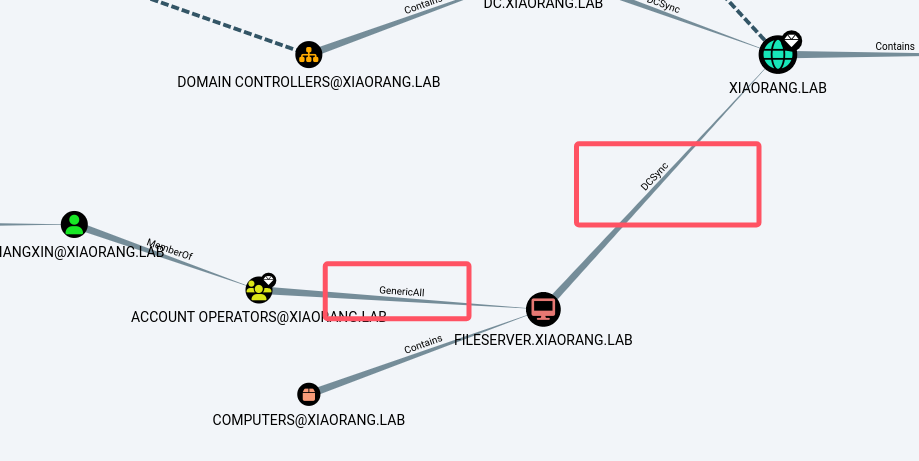 Contains
DC.XIAORANG.LAB
DCSync
DOMAIN CONTROLLERS@XIAORANG.LAB
XIAORANG.LAB
Contains
DCSync
MemberOf
IANGXIN@XIAORANG.LAB
GenericAll
ACCOUNT OPERATORS@XIAORANG.LAB
FILESERVER.XIAORANG.LAB
Contains
COMPUTERS@XIAORANG.LAB